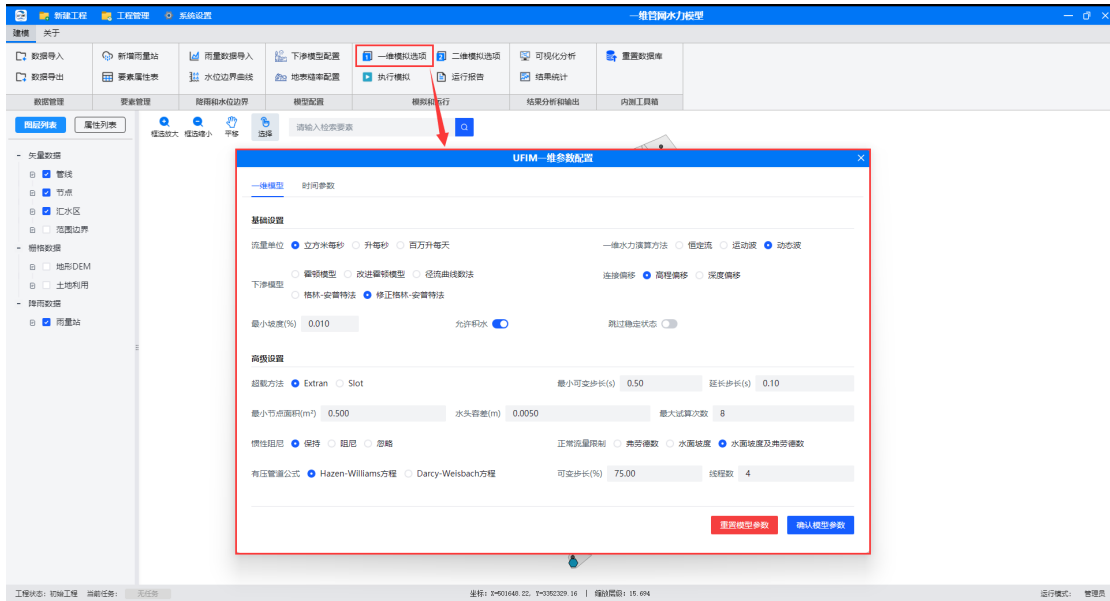 新建工程 工程管理 系统设置 一维管网水力模型
建模 关于
数据导入 新增雨量站 雨量数据导入 下渗模型配置 一维模拟选项 二维模拟选项 可视化分析 重置数据库
数据导出 要素属性表 水位边界曲线 地表糙率配置 执行模拟 运行报告 结果统计
数据管理 要素管理 降雨和水位边界 模型配置 模拟和运行 结果分析和输出 内测工具箱
图层列表 属性列表 框选放大 框选缩小 平移 选择 请输入检索要素
矢量数据
管线
节点
汇水区
范围边界
栅格数据
地形DEM
土地利用
降雨数据
雨量站
UFIM—维参数配置
一维模型 时间参数
基础设置
流量单位 立方米每秒 升每秒 百万升每天 一维水力演算方法 恒定流 运动波 动态波
下渗模型 霍顿模型 改进霍顿模型 径流曲线数法 连接偏移 高程偏移 深度偏移
格林-安普特法 修正格林-安普特法
最小坡度(%) 0.010 允许积水 跳过稳定状态
高级设置
超载方法 Extran Slot 最小可变步长(s) 0.50 延长步长(s) 0.10
最小节点面积(m²) 0.500 水头容差(m) 0.0050 最大试算次数 8
惯性阻尼 保持 阻尼 忽略 正常流量限制 弗劳德数 水面坡度 水面坡度及弗劳德数
有压管道公式 Hazen-Williams方程 Darcy-Weisbach方程 可变步长(%) 75.00 线程数 4
重置模型参数 确认模型参数
工程状态: 初始工程 当前任务: 无任务 坐标: X=501648.22, Y=3352329.16 | 缩放层级: 15.694 运行模式: 管理员